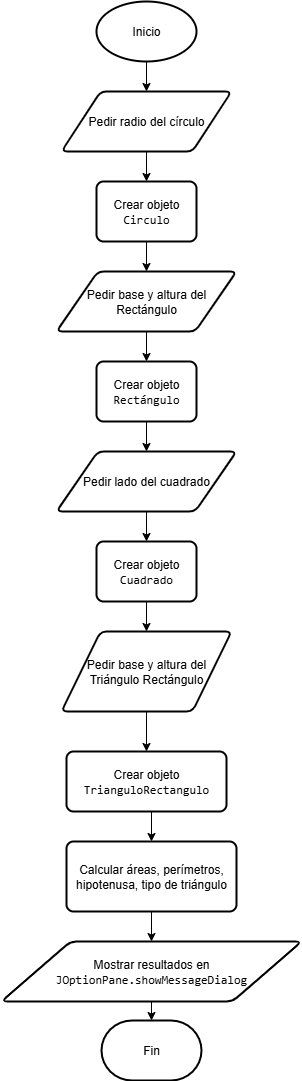 Inicio
Pedir radio del círculo
Crear objeto
Circulo
Pedir base y altura del
Rectángulo
Crear objeto
Rectángulo
Pedir lado del cuadrado
Crear objeto
Cuadrado
Pedir base y altura del
Triángulo Rectángulo
Crear objeto
TrianguloRectangulo
Calcular áreas, perímetros,
hipotenusa, tipo de triángulo
Mostrar resultados en
JOptionPane.showMessageDialog
Fin